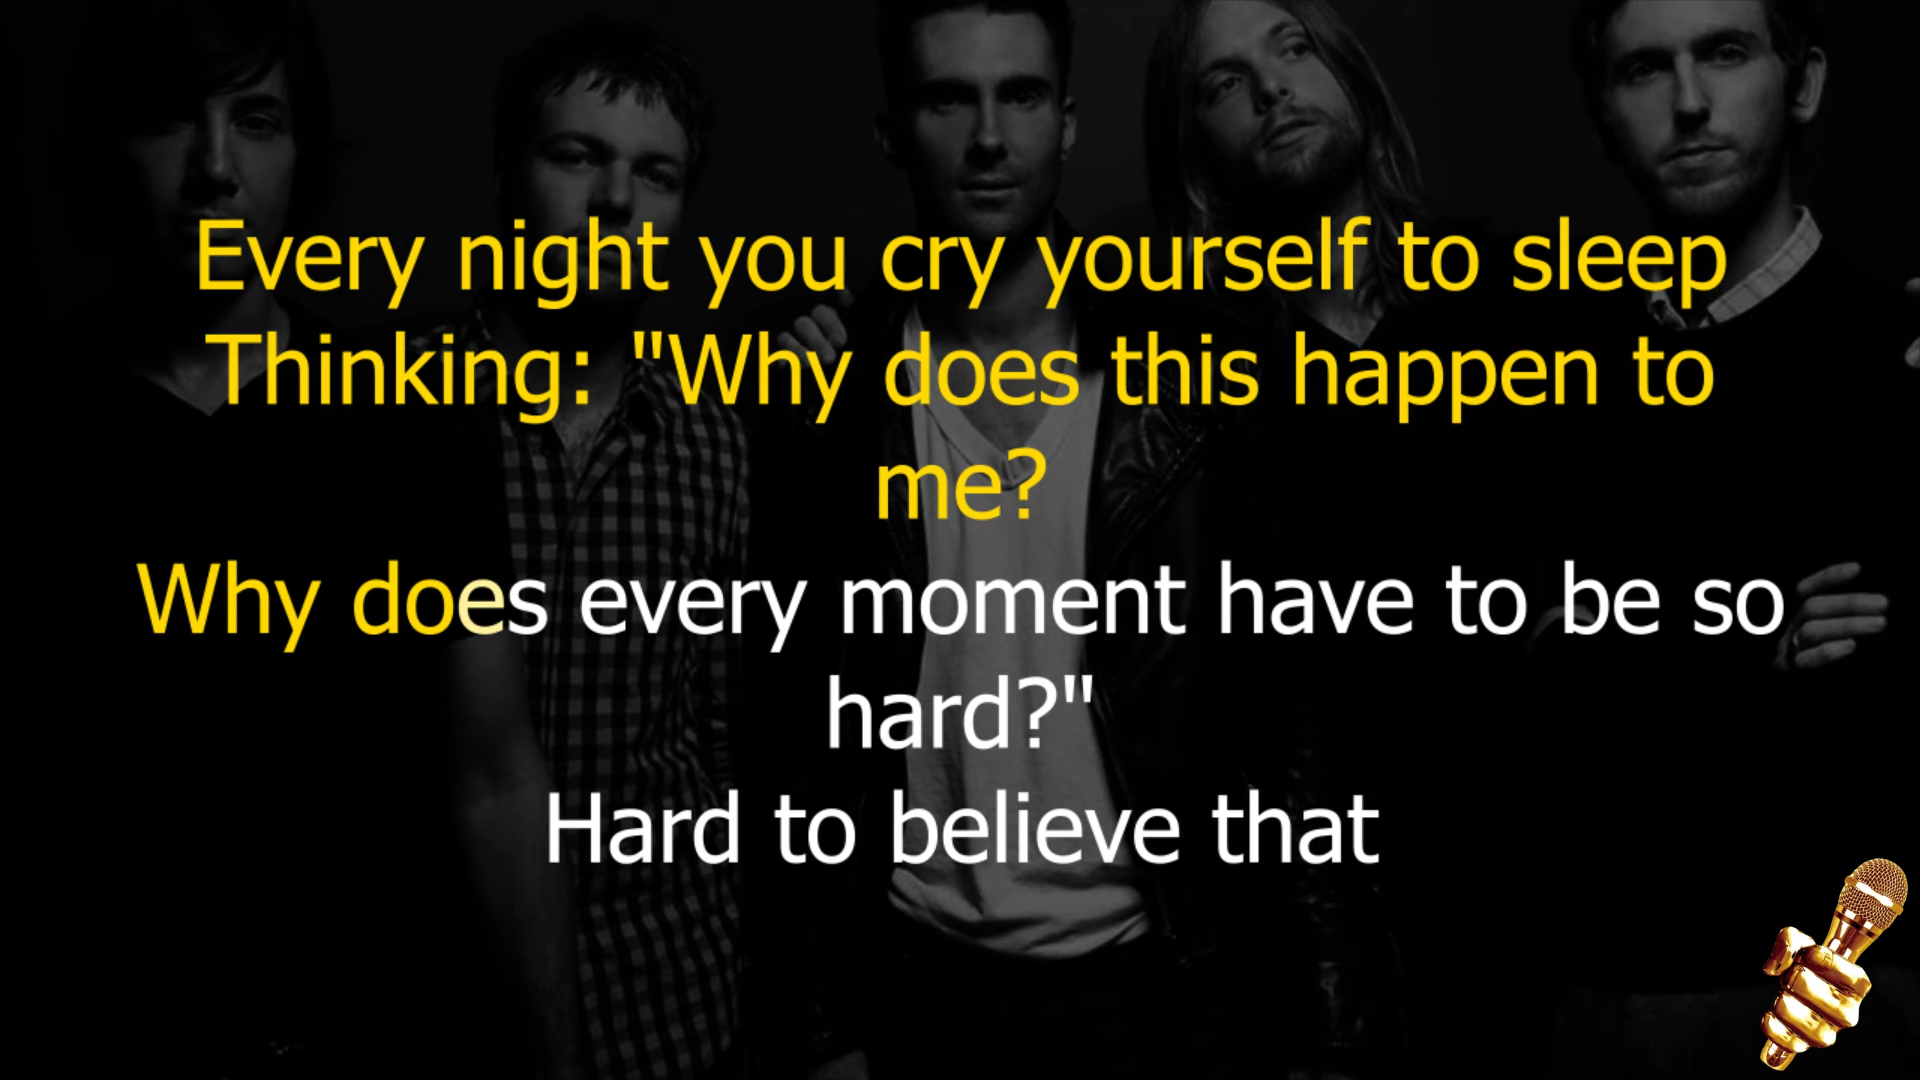 Every night you cry yourself to sleep
Thinking: "Why does this happen to
me?
Why does every moment have to be so
hard?"
Hard to believe that